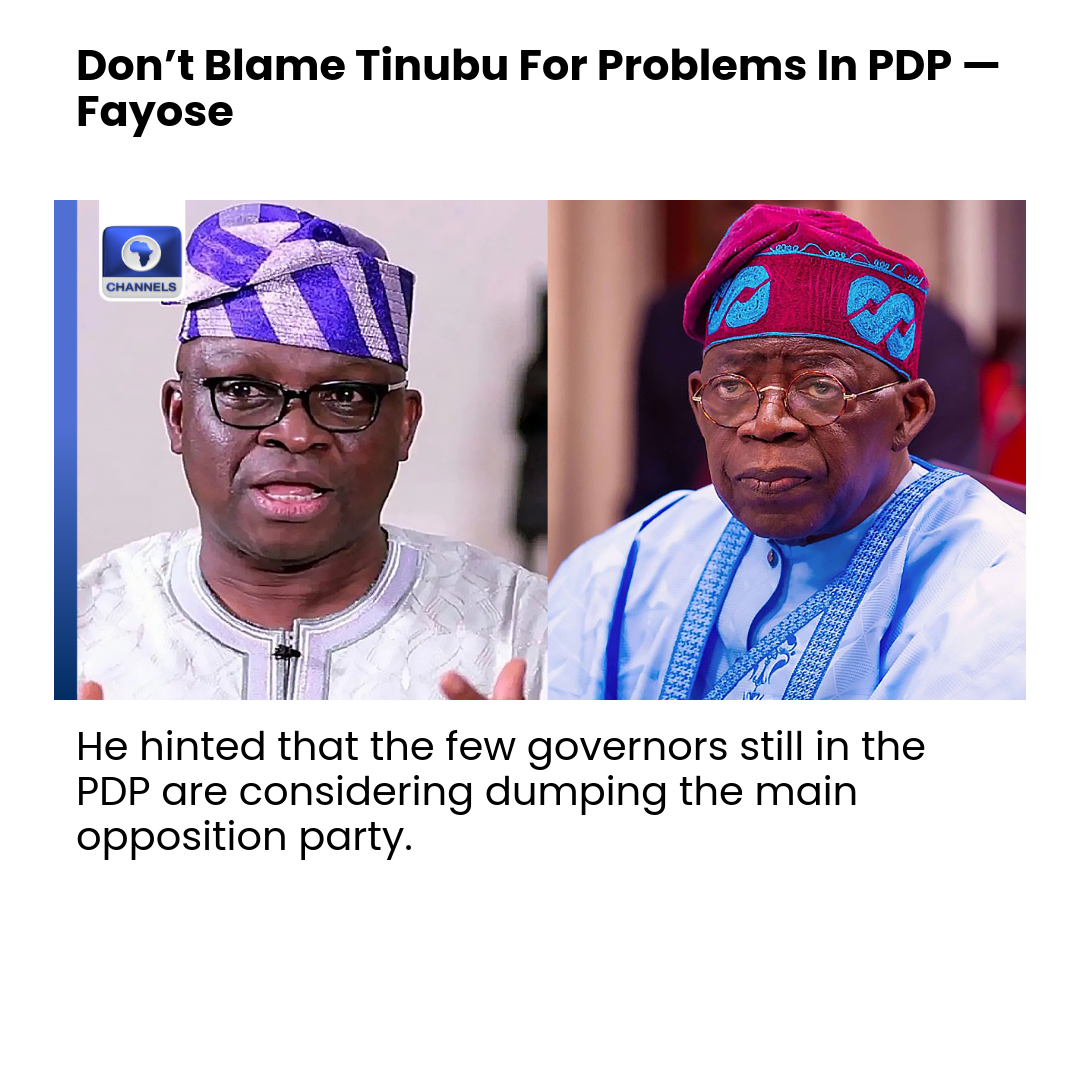 Don’t Blame Tinubu For Problems In PDP —
Fayose
CHANNELS
He hinted that the few governors still in the
PDP are considering dumping the main
opposition party.